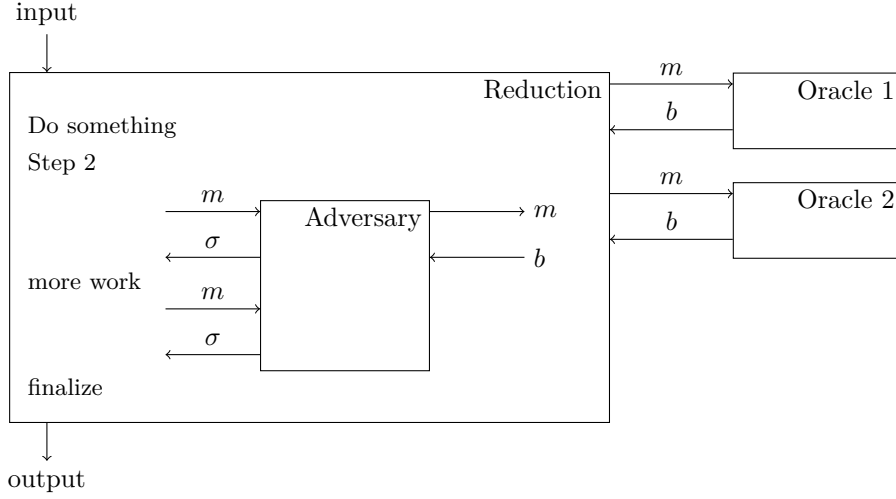 input
Reduction
m
b
Oracle 1
Do something
Step 2
m
b
Oracle 2
m
σ
Adversary
m
b
more work
m
σ
finalize
output